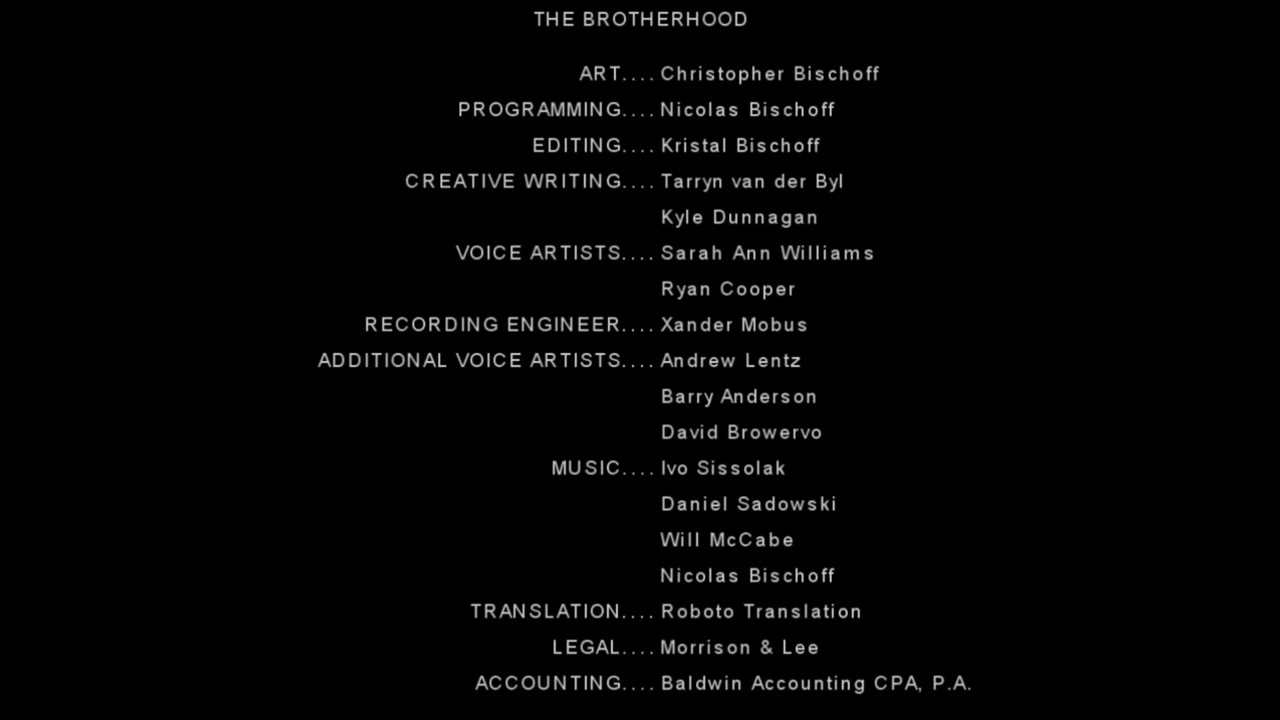 THE BROTHERHOOD
ART.... Christopher Bischoff
PROGRAMMING.... Nicolas Bischoff
EDITING.... Kristal Bischoff
CREATIVE WRITING.... Tarryn van der Byl
Kyle Dunnagan
VOICE ARTISTS.... Sarah Ann Williams
Ryan Cooper
RECORDING ENGINEER.... Xander Mobus
ADDITIONAL VOICE ARTISTS.... Andrew Lentz
Barry Anderson
David Browervo
MUSIC.... Ivo Sissolak
Daniel Sadowski
Will McCabe
Nicolas Bischoff
TRANSLATION.... Roboto Translation
LEGAL.... Morrison & Lee
ACCOUNTING.... Baldwin Accounting CPA, P.A.